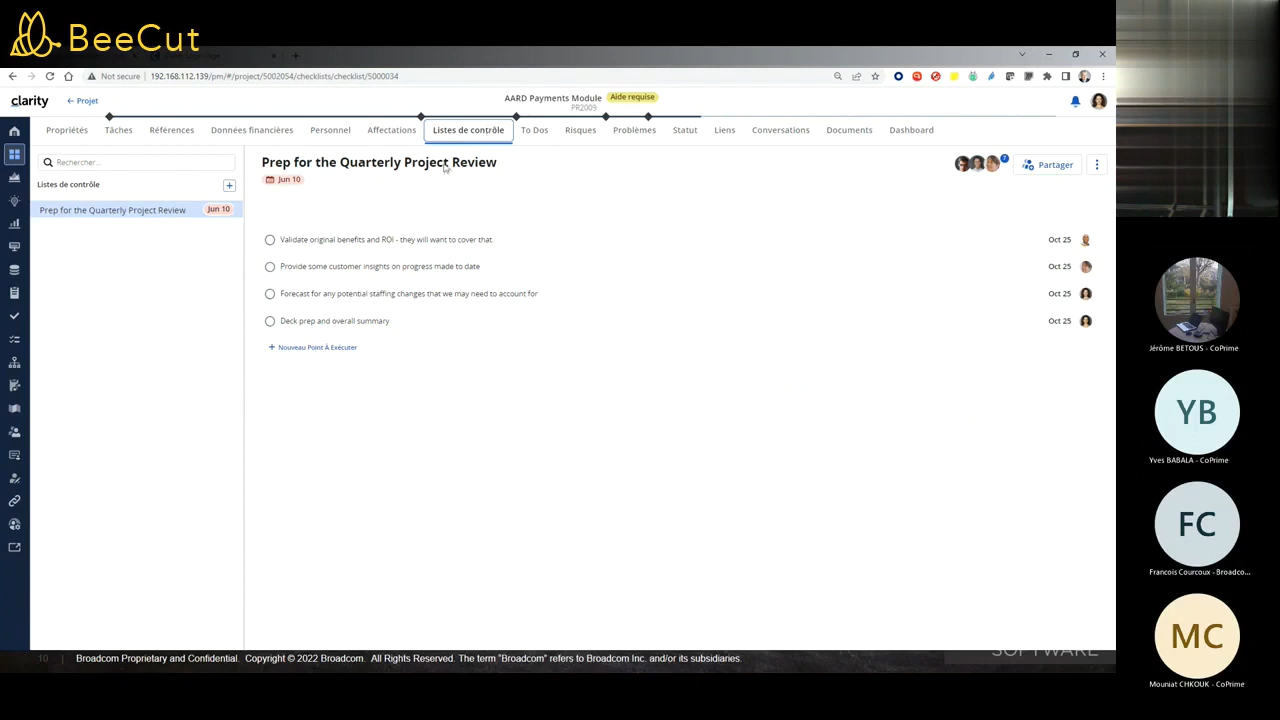 BeeCut
Not secure 192.168.112.139/pm/#/project/5002054/checklists/checklist/5000034
clarity
← Projet
AARD Payments Module
Aide requise
PR2009
Propriétés Tâches Références Données financières Personnel Affectations Listes de contrôle To Dos Risques Problèmes Statut Liens Conversations Documents Dashboard
Rechercher...
Listes de contrôle
Prep for the Quarterly Project Review Jun 10
Prep for the Quarterly Project Review
Jun 10
7
Partager
Validate original benefits and ROI - they will want to cover that. Oct 25
Provide some customer insights on progress made to date Oct 25
Forecast for any potential staffing changes that we may need to account for Oct 25
Deck prep and overall summary Oct 25
+ Nouveau Point À Exécuter
10 | Broadcom Proprietary and Confidential. Copyright © 2022 Broadcom. All Rights Reserved. The term "Broadcom" refers to Broadcom Inc. and/or its subsidiaries.
SOFTWARE
Jérôme BETOUS - CoPrime
YB
Yves BABALA - CoPrime
FC
Francois Courcoux - Broadco...
MC
Mouniat CHKOUK - CoPrime